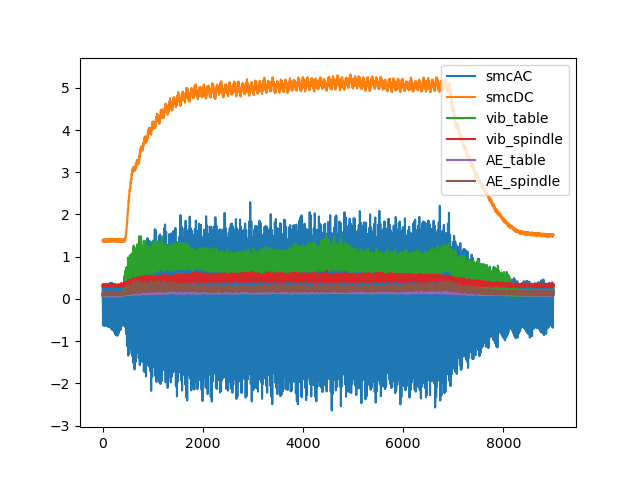 smcAC
smcDC
vib_table
vib_spindle
AE_table
AE_spindle
5
4
3
2
1
0
−1
−2
−3
0 2000 4000 6000 8000